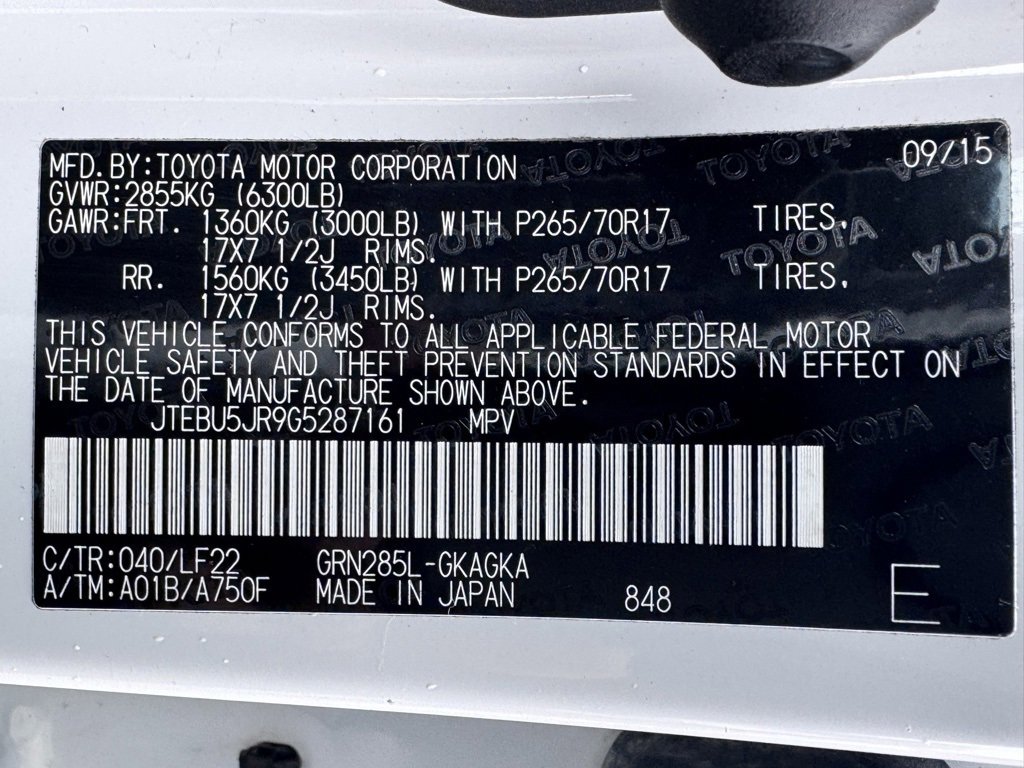 MFD.BY:TOYOTA MOTOR CORPORATION 09/15
GVWR:2855KG (6300LB)
GAWR:FRT. 1360KG (3000LB) WITH P265/70R17 TIRES,
17X7 1/2J RIMS.
RR. 1560KG (3450LB) WITH P265/70R17 TIRES,
17X7 1/2J RIMS.
THIS VEHICLE CONFORMS TO ALL APPLICABLE FEDERAL MOTOR
VEHICLE SAFETY AND THEFT PREVENTION STANDARDS IN EFFECT ON
THE DATE OF MANUFACTURE SHOWN ABOVE.
JTEBU5JR9G5287161 MPV
C/TR:040/LF22 GRN285L-GKAGKA
A/TM:A01B/A750F MADE IN JAPAN 848 E